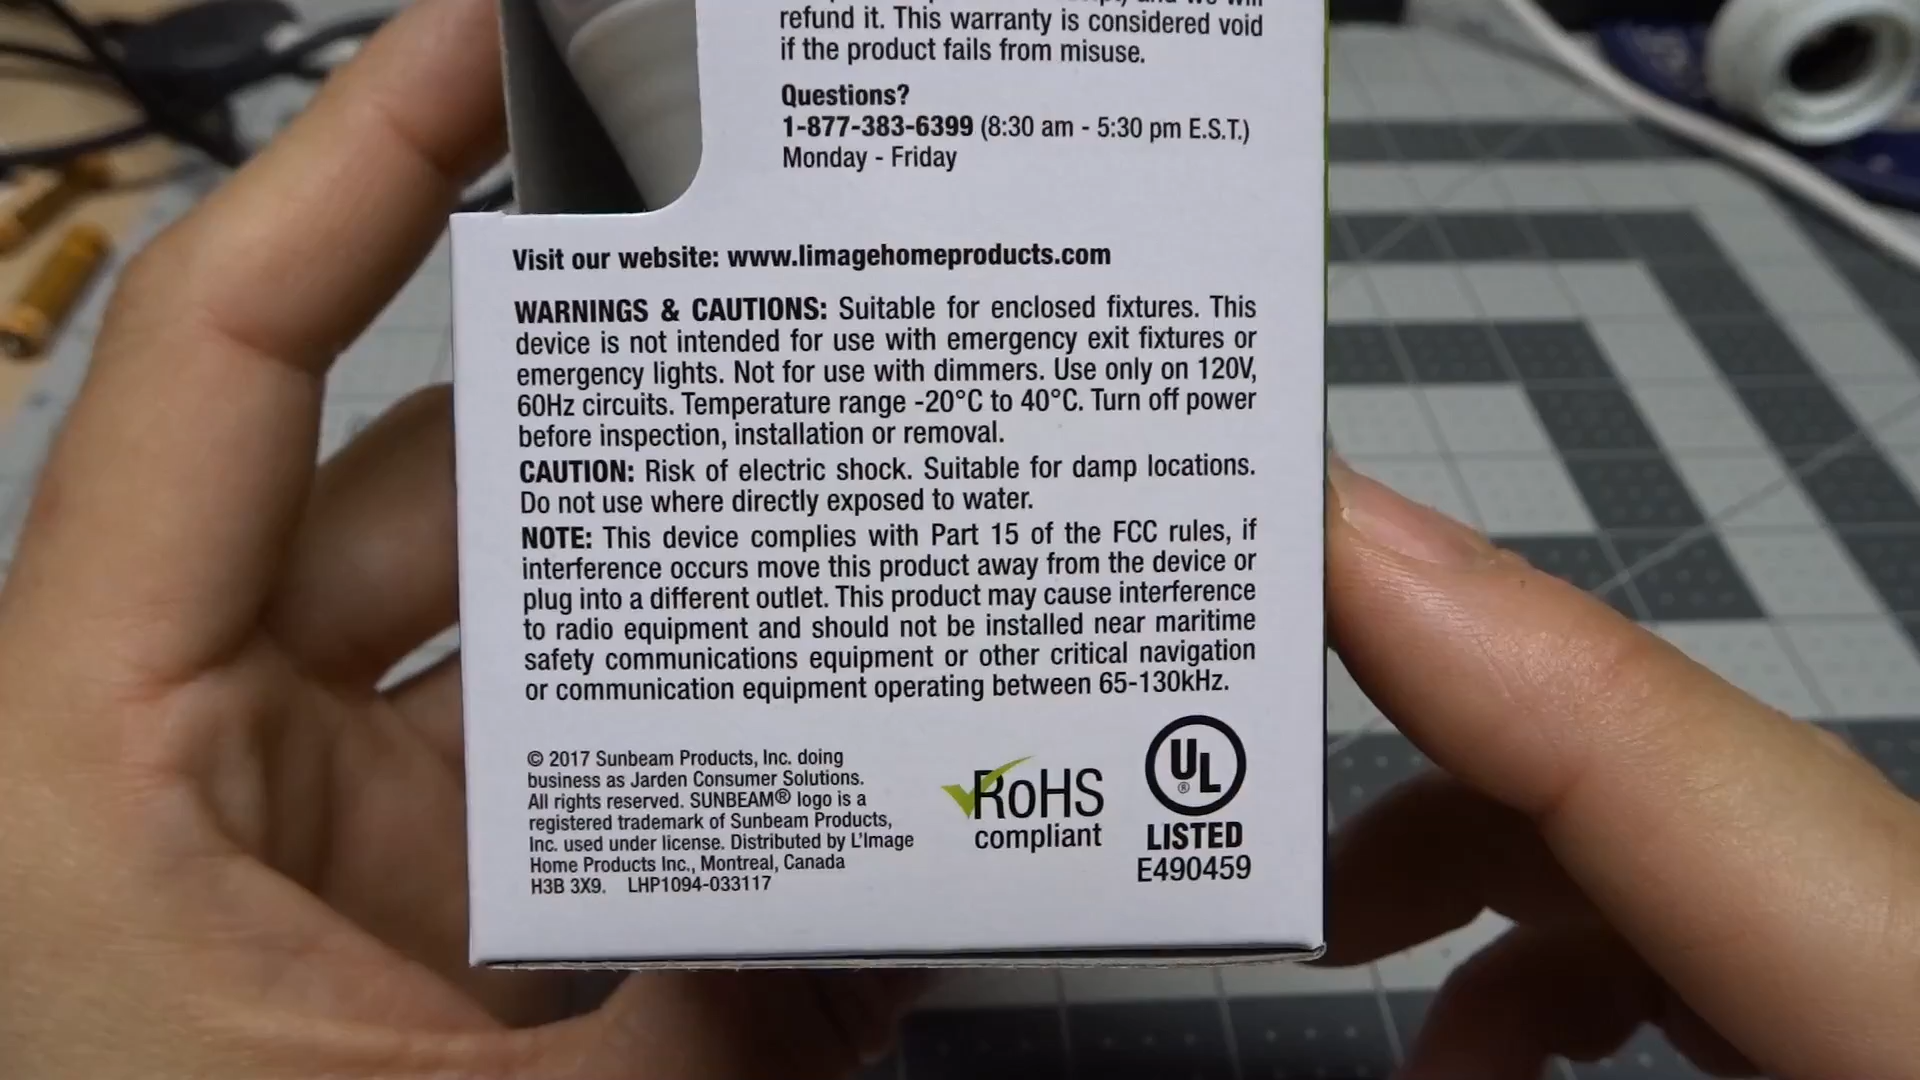 refund it. This warranty is considered void
if the product fails from misuse.
Questions?
1-877-383-6399 (8:30 am - 5:30 pm E.S.T.)
Monday - Friday
Visit our website: www.limagehomeproducts.com
WARNINGS & CAUTIONS: Suitable for enclosed fixtures. This
device is not intended for use with emergency exit fixtures or
emergency lights. Not for use with dimmers. Use only on 120V,
60Hz circuits. Temperature range -20°C to 40°C. Turn off power
before inspection, installation or removal.
CAUTION: Risk of electric shock. Suitable for damp locations.
Do not use where directly exposed to water.
NOTE: This device complies with Part 15 of the FCC rules, if
interference occurs move this product away from the device or
plug into a different outlet. This product may cause interference
to radio equipment and should not be installed near maritime
safety communications equipment or other critical navigation
or communication equipment operating between 65-130kHz.
© 2017 Sunbeam Products, Inc. doing
business as Jarden Consumer Solutions.
All rights reserved. SUNBEAM® logo is a
registered trademark of Sunbeam Products,
Inc. used under license. Distributed by L'Image
Home Products Inc., Montreal, Canada
H3B 3X9. LHP1094-033117
RoHS
compliant
UL
®
LISTED
E490459